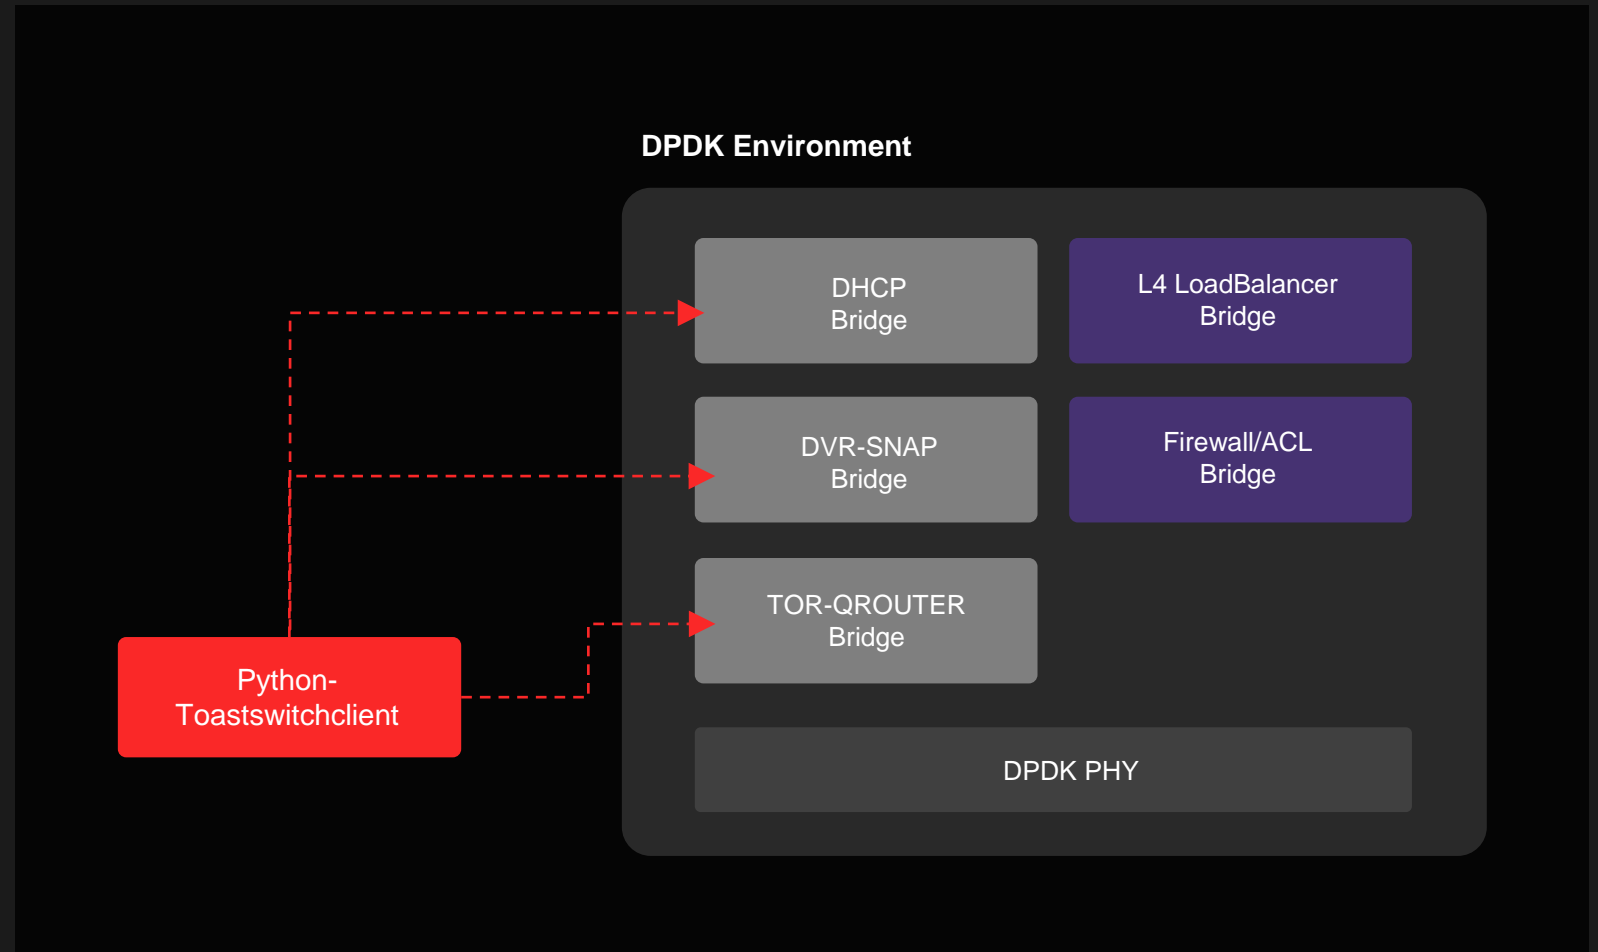 DPDK Environment
DHCP
Bridge
L4 LoadBalancer
Bridge
DVR-SNAP
Bridge
Firewall/ACL
Bridge
TOR-QROUTER
Bridge
Python-
Toastswitchclient
DPDK PHY